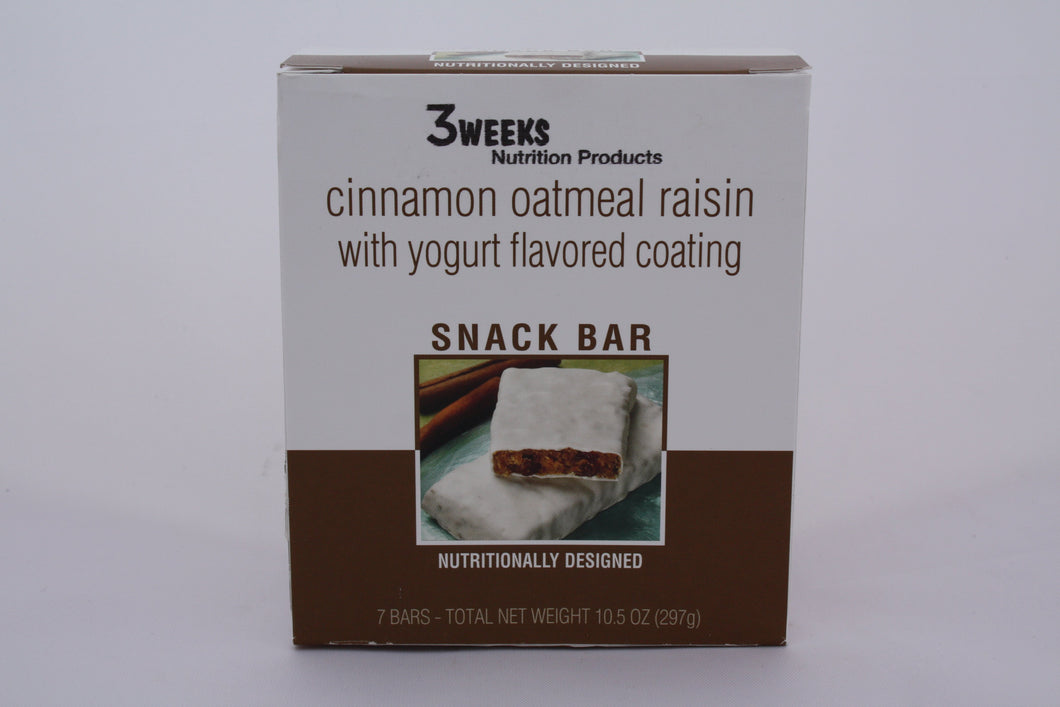 NUTRITIONALLY DESIGNED
3WEEKS
Nutrition Products
cinnamon oatmeal raisin
with yogurt flavored coating
SNACK BAR
NUTRITIONALLY DESIGNED
7 BARS - TOTAL NET WEIGHT 10.5 OZ (297g)